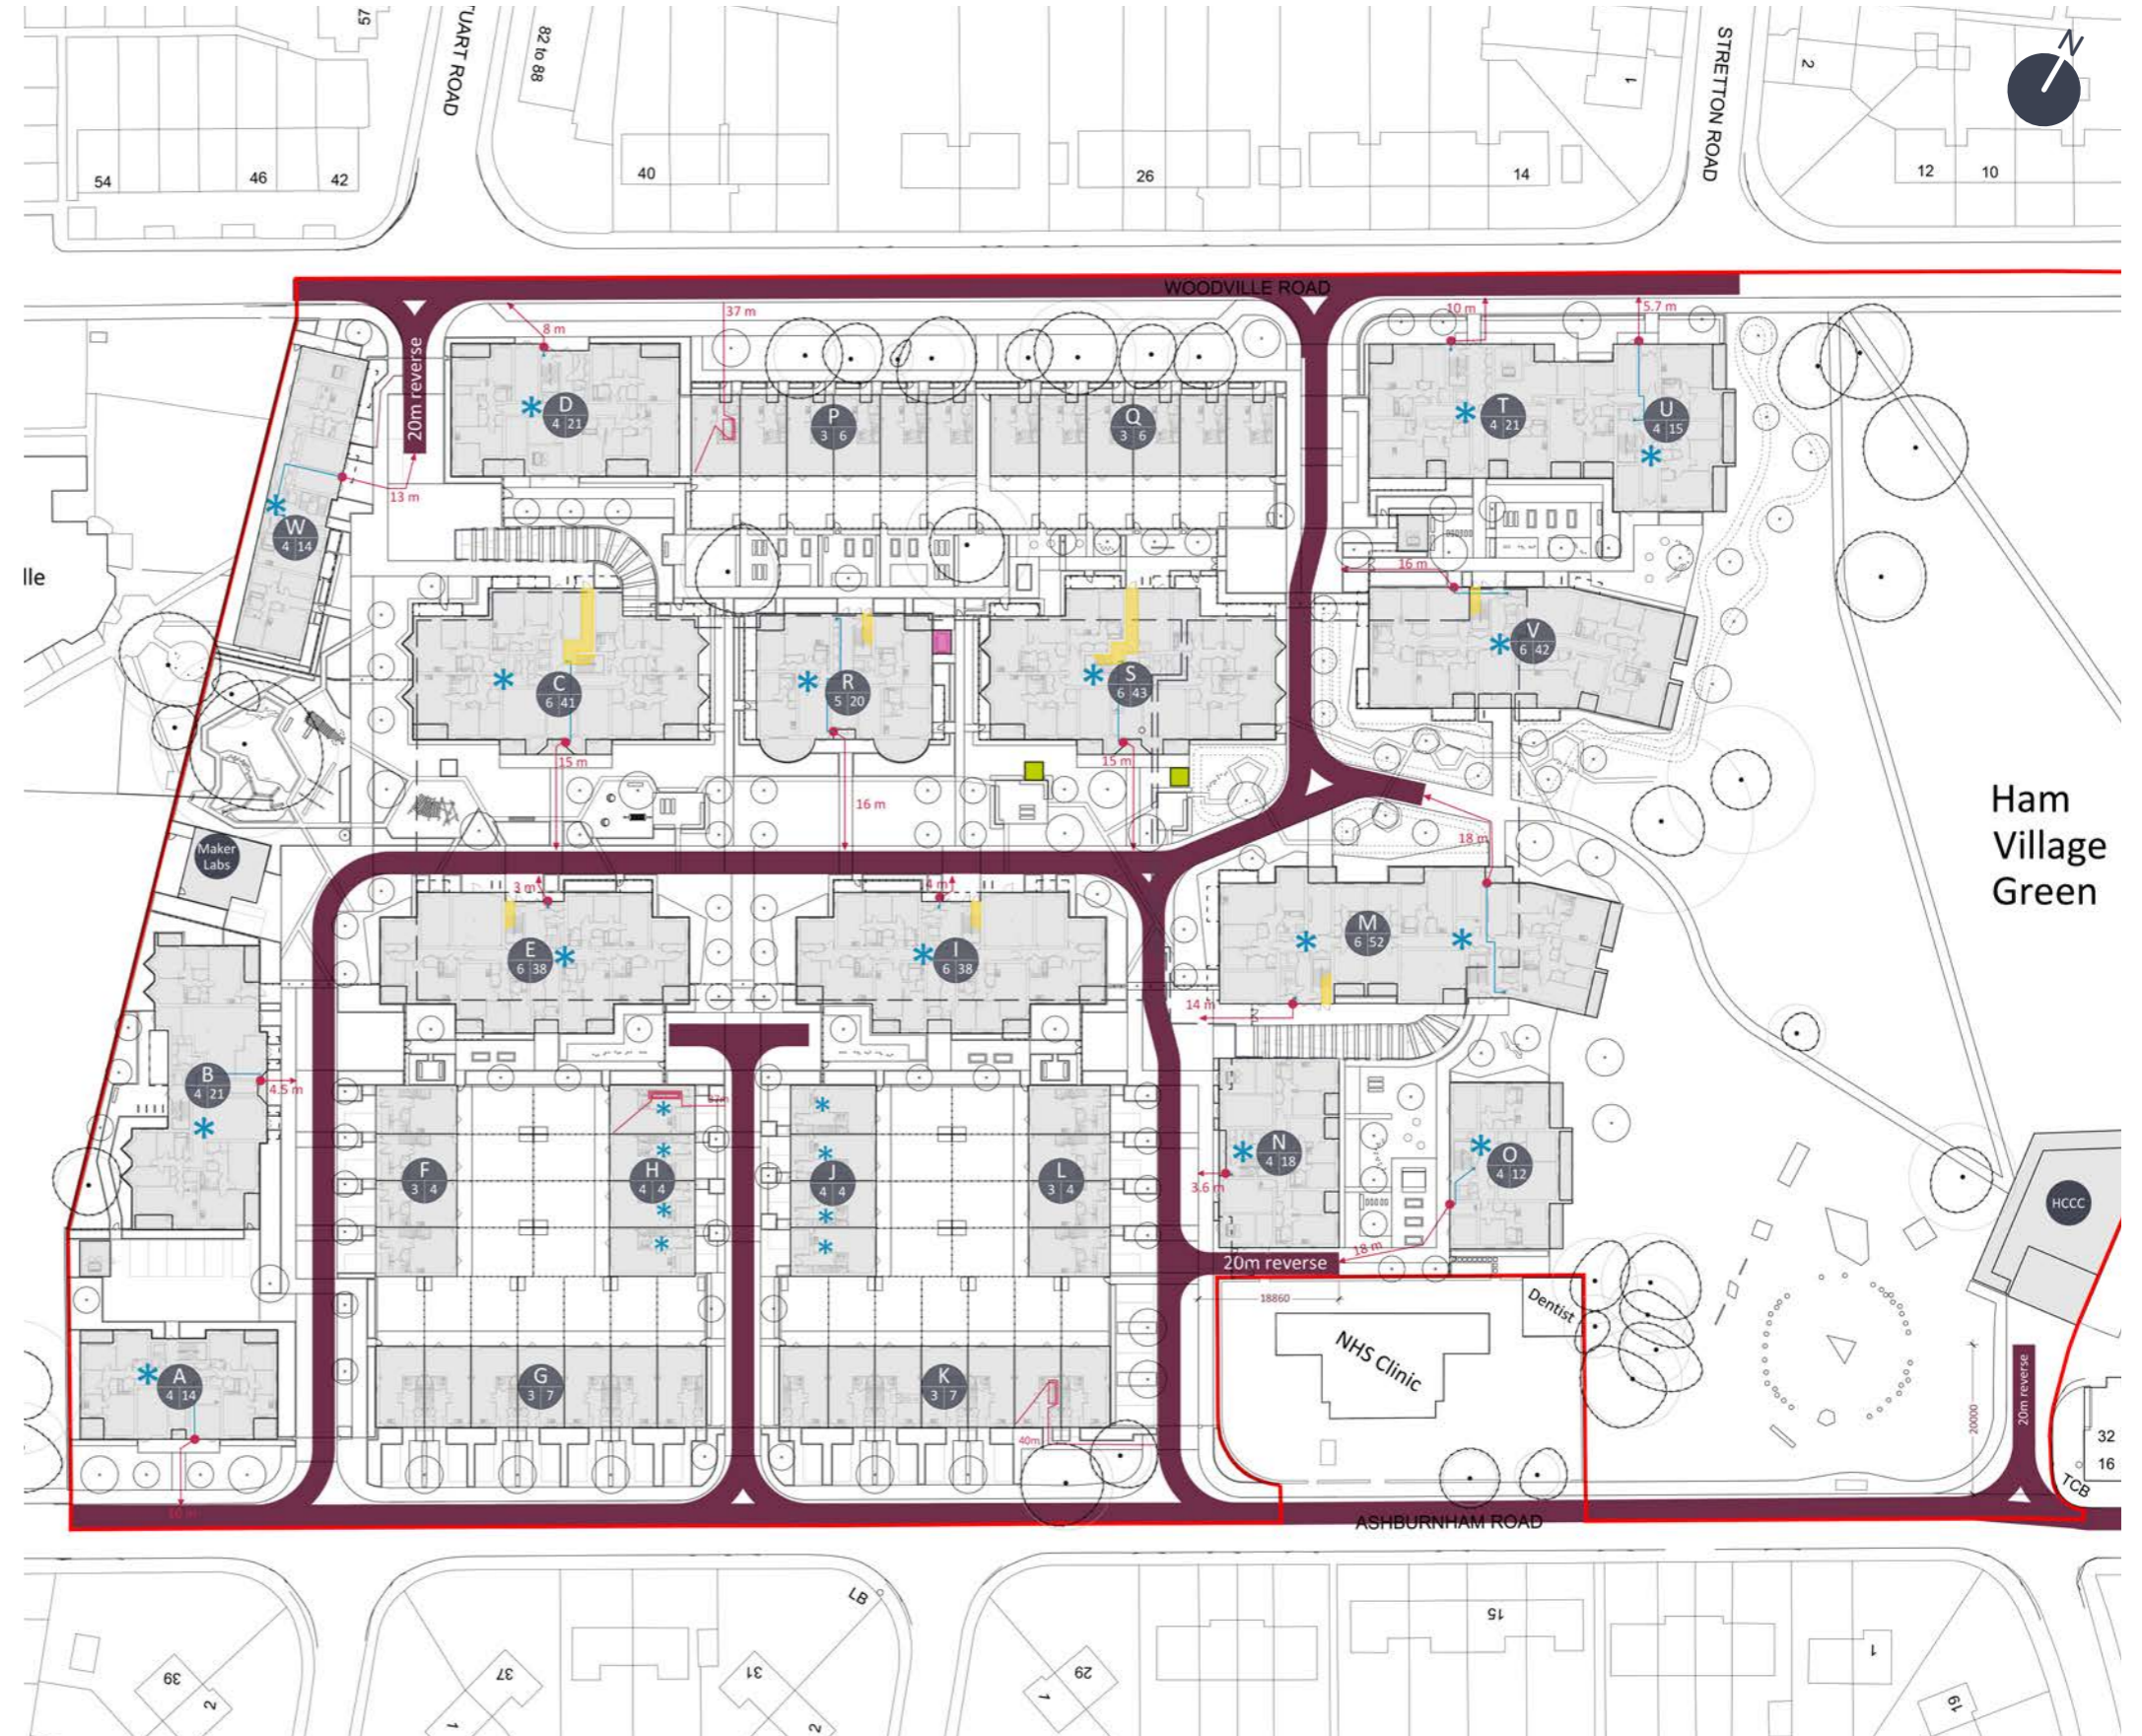 57
TUART ROAD
82 to 88
1
STRETTON ROAD
2
N
54
46
42
40
26
14
12
10
WOODVILLE ROAD
20m reverse
8 m
37 m
10 m
5.7 m
D
4 21
P
3 6
Q
3 6
T
4 21
U
4 15
13 m
W
4 14
lle
16 m
V
6 42
C
6 41
R
5 20
S
6 43
15 m
16 m
15 m
Ham
Village
Green
18 m
Maker
Labs
3 m
4 m
E
6 38
I
6 38
M
6 52
14 m
B
4 21
4.5 m
37m
F
3 4
H
4 4
J
4 4
L
3 4
N
4 18
3.6 m
O
4 12
HCCC
18 m
20m reverse
18860
Dentist
NHS Clinic
A
4 14
G
3 7
K
3 7
40m
20000
20m reverse
32
16
TCB
10 m
ASHBURNHAM ROAD
LB
39
2
37
1
31
2
29
1
15
1
19